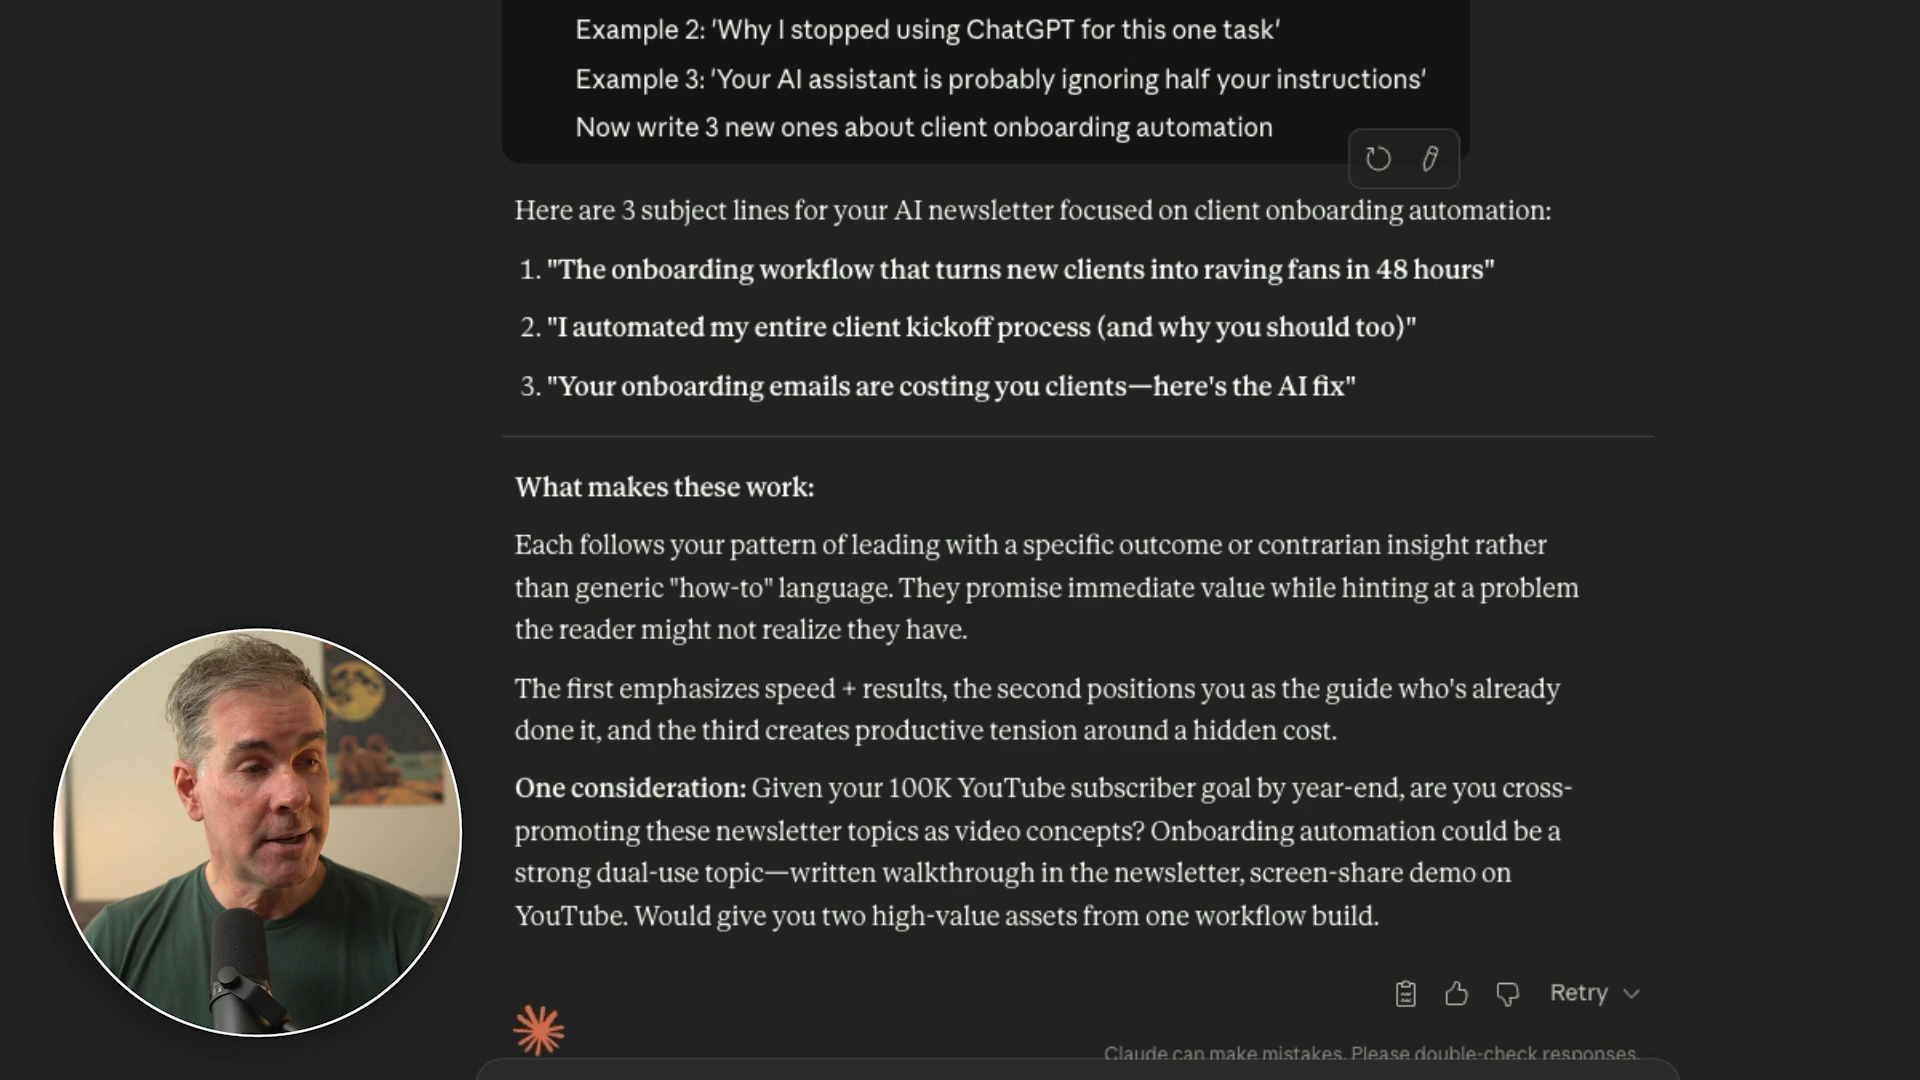 Example 2: 'Why I stopped using ChatGPT for this one task'
Example 3: 'Your AI assistant is probably ignoring half your instructions'
Now write 3 new ones about client onboarding automation
Here are 3 subject lines for your AI newsletter focused on client onboarding automation:
1. "The onboarding workflow that turns new clients into raving fans in 48 hours"
2. "I automated my entire client kickoff process (and why you should too)"
3. "Your onboarding emails are costing you clients—here's the AI fix"
What makes these work:
Each follows your pattern of leading with a specific outcome or contrarian insight rather
than generic "how-to" language. They promise immediate value while hinting at a problem
the reader might not realize they have.
The first emphasizes speed + results, the second positions you as the guide who's already
done it, and the third creates productive tension around a hidden cost.
One consideration: Given your 100K YouTube subscriber goal by year-end, are you cross-
promoting these newsletter topics as video concepts? Onboarding automation could be a
strong dual-use topic—written walkthrough in the newsletter, screen-share demo on
YouTube. Would give you two high-value assets from one workflow build.
Retry
Claude can make mistakes. Please double-check responses.